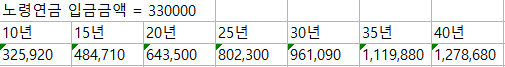 노령연금 입금금액 = 330000
10년 15년 20년 25년 30년 35년 40년
325,920 484,710 643,500 802,300 961,090 1,119,880 1,278,680